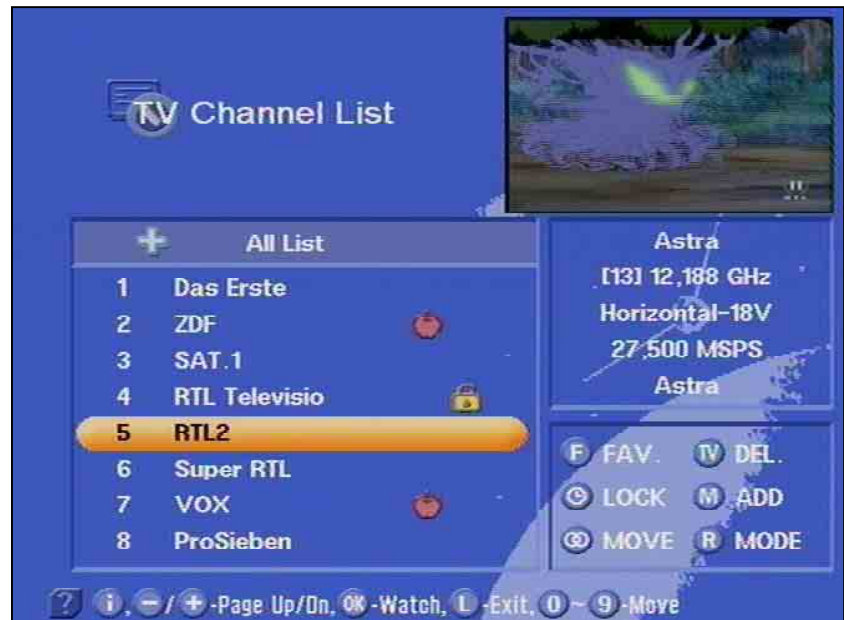 TV Channel List
All List
1 Das Erste
2 ZDF
3 SAT.1
4 RTL Televisio
5 RTL2
6 Super RTL
7 VOX
8 ProSieben
Astra
[13] 12,188 GHz
Horizontal-18V
27,500 MSPS
Astra
F FAV. TV DEL.
LOCK M ADD
MOVE R MODE
? i, -/+ -Page Up/Dn, OK -Watch, L -Exit, 0 ~ 9 -Move